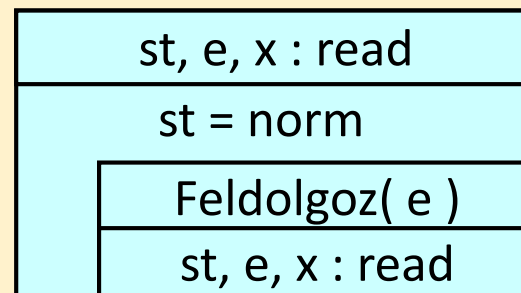 st, e, x : read
st = norm
Feldolgoz( e )
st, e, x : read